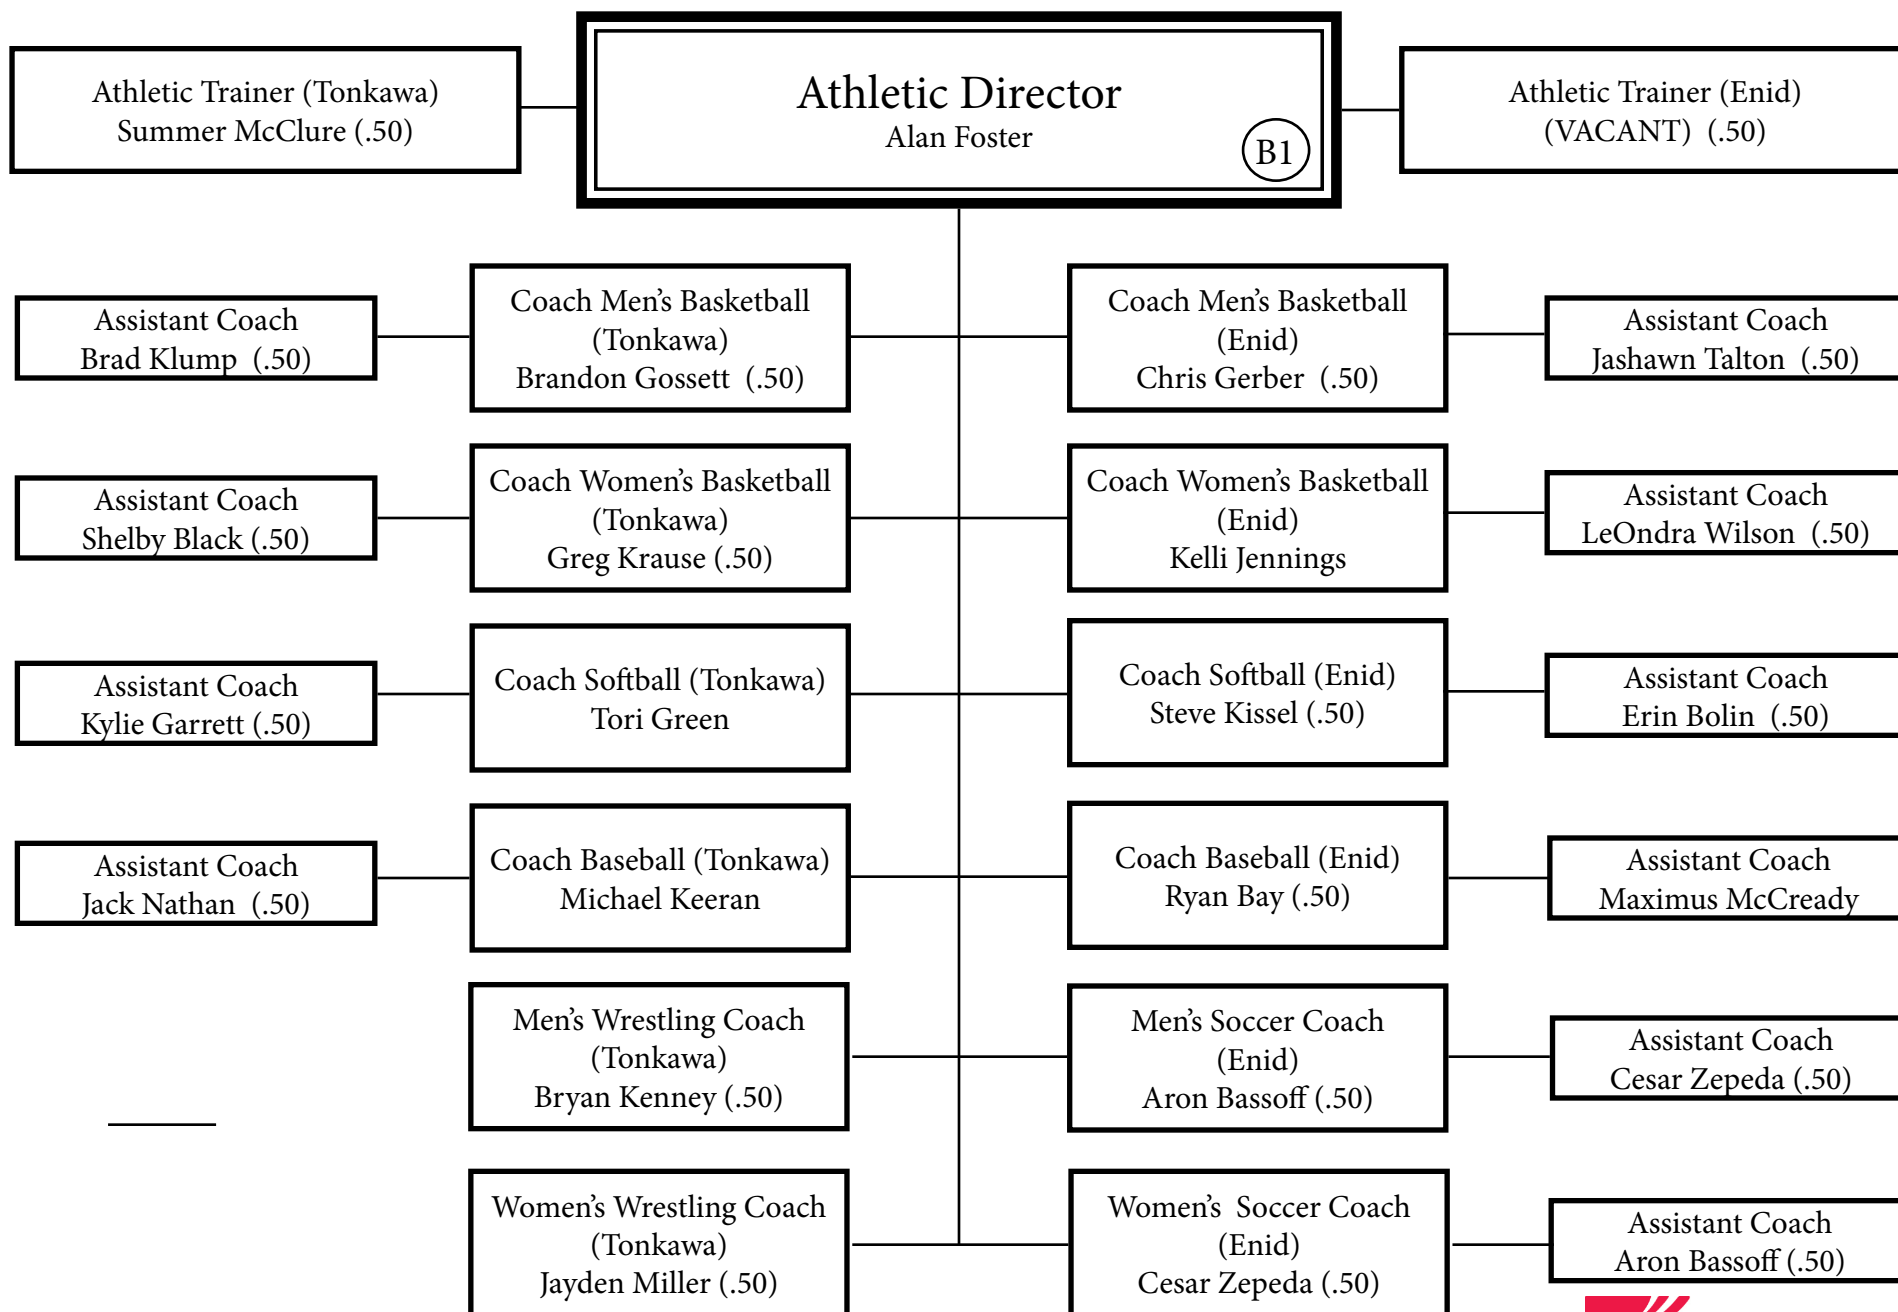 Athletic Trainer (Tonkawa)
Summer McClure (.50)
Athletic Director
Alan Foster
B1
Athletic Trainer (Enid)
(VACANT) (.50)
Assistant Coach
Brad Klump (.50)
Coach Men's Basketball
(Tonkawa)
Brandon Gossett (.50)
Coach Men's Basketball
(Enid)
Chris Gerber (.50)
Assistant Coach
Jashawn Talton (.50)
Assistant Coach
Shelby Black (.50)
Coach Women's Basketball
(Tonkawa)
Greg Krause (.50)
Coach Women's Basketball
(Enid)
Kelli Jennings
Assistant Coach
LeOndra Wilson (.50)
Assistant Coach
Kylie Garrett (.50)
Coach Softball (Tonkawa)
Tori Green
Coach Softball (Enid)
Steve Kissel (.50)
Assistant Coach
Erin Bolin (.50)
Assistant Coach
Jack Nathan (.50)
Coach Baseball (Tonkawa)
Michael Keeran
Coach Baseball (Enid)
Ryan Bay (.50)
Assistant Coach
Maximus McCready
Men's Wrestling Coach
(Tonkawa)
Bryan Kenney (.50)
Men's Soccer Coach
(Enid)
Aron Bassoff (.50)
Assistant Coach
Cesar Zepeda (.50)
Women's Wrestling Coach
(Tonkawa)
Jayden Miller (.50)
Women's Soccer Coach
(Enid)
Cesar Zepeda (.50)
Assistant Coach
Aron Bassoff (.50)